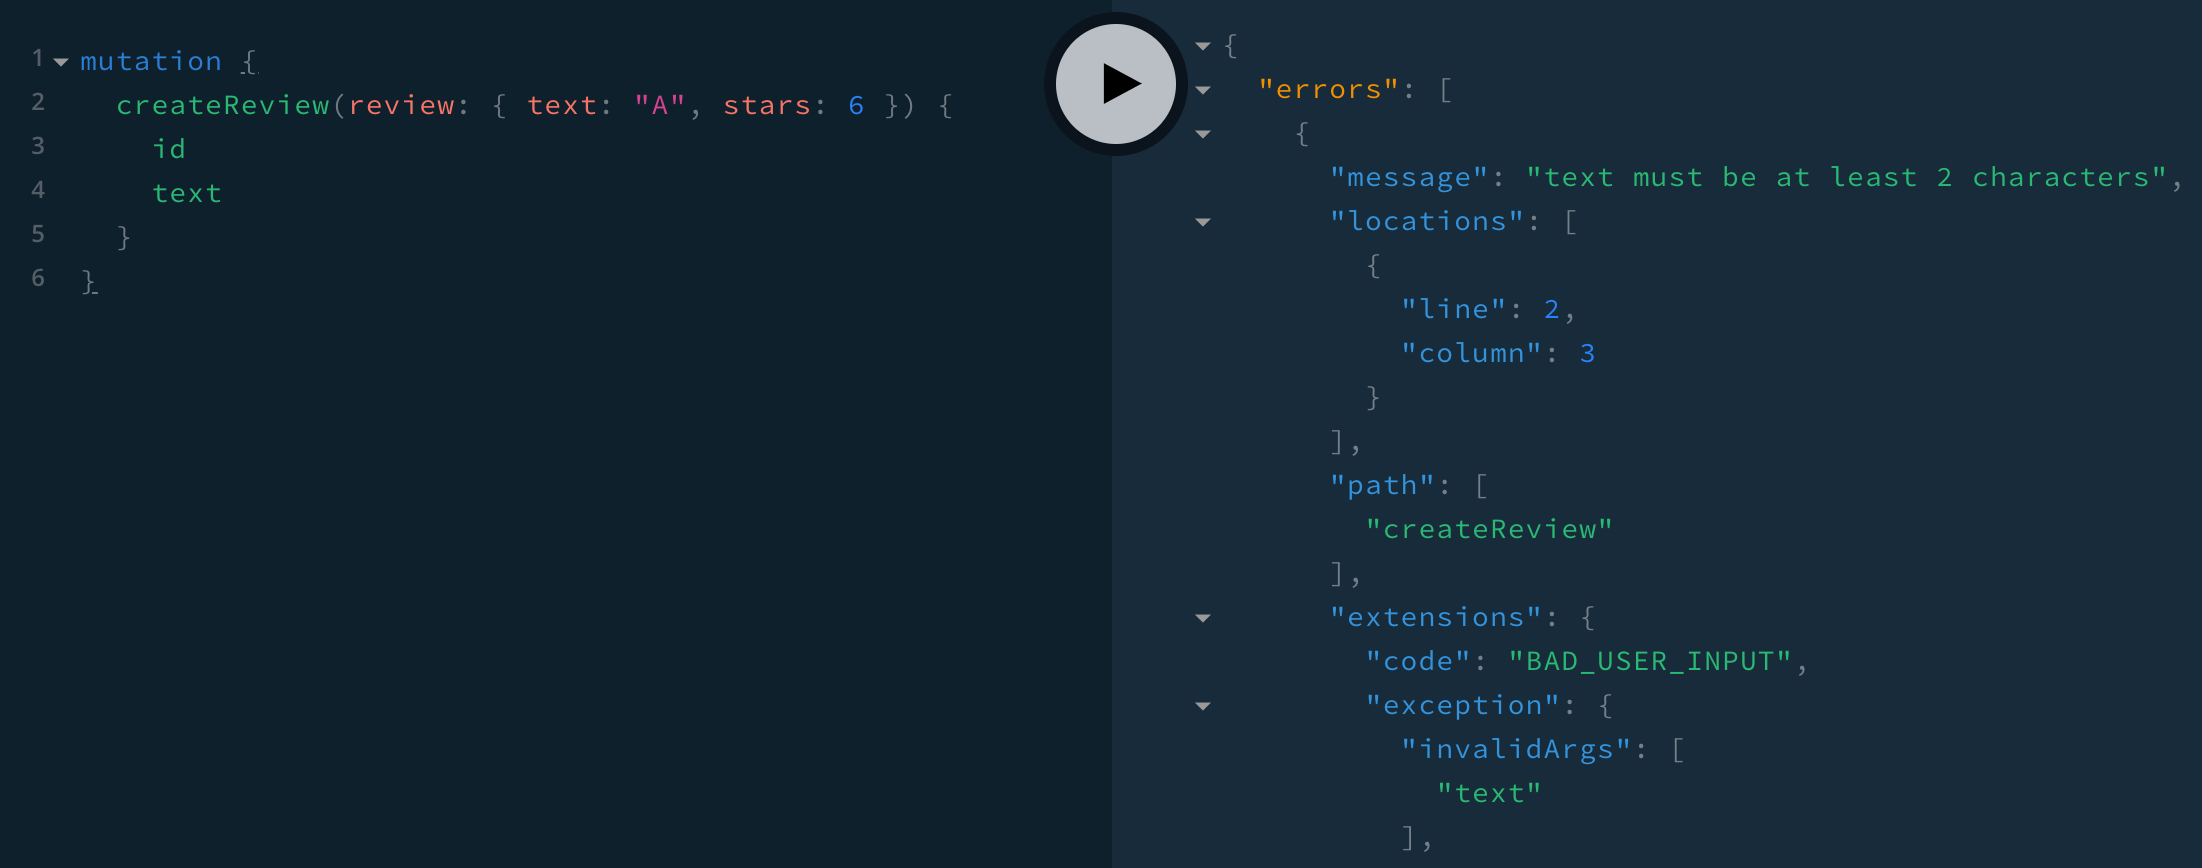 1 mutation {
2 createReview(review: { text: "A", stars: 6 }) {
3 id
4 text
5 }
6 }
{
"errors": [
{
"message": "text must be at least 2 characters",
"locations": [
{
"line": 2,
"column": 3
}
],
"path": [
"createReview"
],
"extensions": {
"code": "BAD_USER_INPUT",
"exception": {
"invalidArgs": [
"text"
],